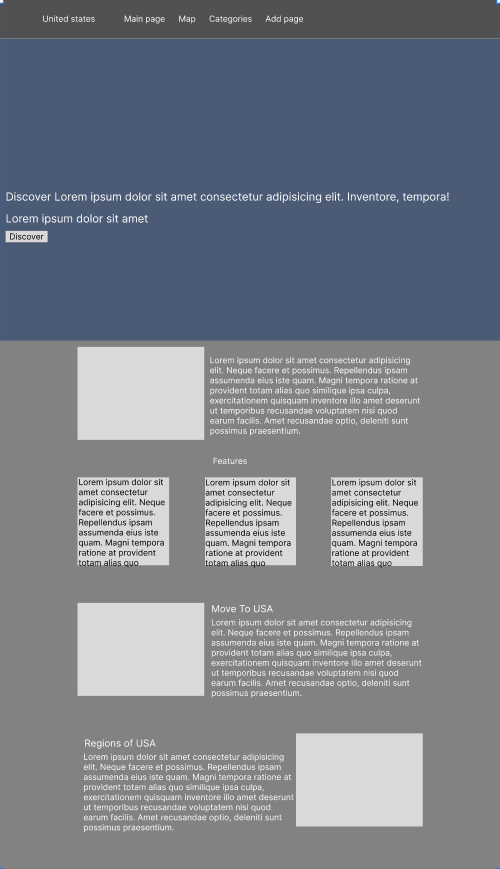 United states Main page Map Categories Add page
Discover Lorem ipsum dolor sit amet consectetur adipisicing elit. Inventore, tempora!
Lorem ipsum dolor sit amet
Discover
Lorem ipsum dolor sit amet consectetur adipisicing
elit. Neque facere et possimus. Repellendus ipsam
assumenda eius iste quam. Magni tempora ratione at
provident totam alias quo similique ipsa culpa,
exercitationem quisquam inventore illo amet deserunt
ut temporibus recusandae voluptatem nisi quod
earum facilis. Amet recusandae optio, deleniti sunt
possimus praesentium.
Features
Lorem ipsum dolor sit
amet consectetur
adipisicing elit. Neque
facere et possimus.
Repellendus ipsam
assumenda eius iste
quam. Magni tempora
ratione at provident
totam alias quo
Lorem ipsum dolor sit
amet consectetur
adipisicing elit. Neque
facere et possimus.
Repellendus ipsam
assumenda eius iste
quam. Magni tempora
ratione at provident
totam alias quo
Lorem ipsum dolor sit
amet consectetur
adipisicing elit. Neque
facere et possimus.
Repellendus ipsam
assumenda eius iste
quam. Magni tempora
ratione at provident
totam alias quo
Move To USA
Lorem ipsum dolor sit amet consectetur adipisicing
elit. Neque facere et possimus. Repellendus ipsam
assumenda eius iste quam. Magni tempora ratione at
provident totam alias quo similique ipsa culpa,
exercitationem quisquam inventore illo amet deserunt
ut temporibus recusandae voluptatem nisi quod
earum facilis. Amet recusandae optio, deleniti sunt
possimus praesentium.
Regions of USA
Lorem ipsum dolor sit amet consectetur adipisicing
elit. Neque facere et possimus. Repellendus ipsam
assumenda eius iste quam. Magni tempora ratione at
provident totam alias quo similique ipsa culpa,
exercitationem quisquam inventore illo amet deserunt
ut temporibus recusandae voluptatem nisi quod
earum facilis. Amet recusandae optio, deleniti sunt
possimus praesentium.